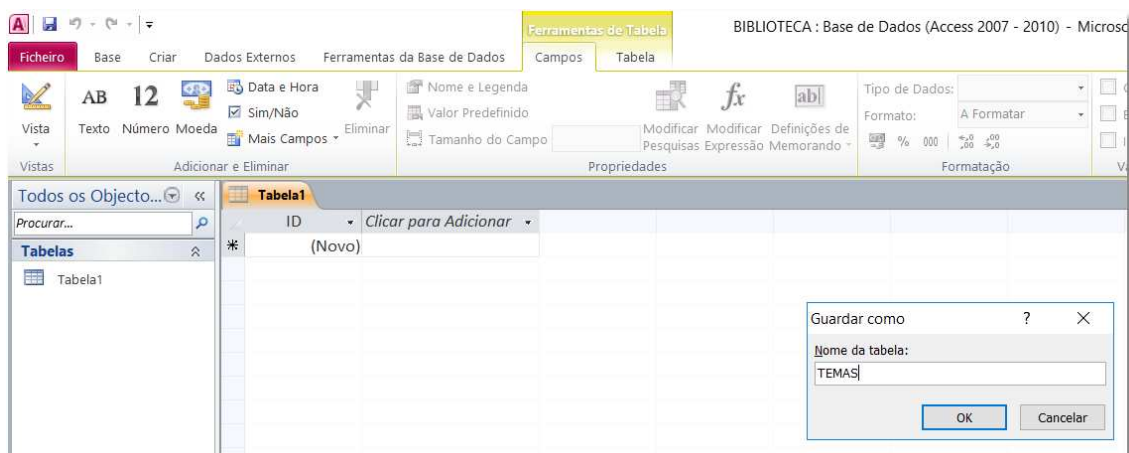 BIBLIOTECA : Base de Dados (Access 2007 - 2010) - Microso
Ferramentas de Tabela
Ficheiro Base Criar Dados Externos Ferramentas da Base de Dados Campos Tabela
AB 12 Data e Hora Nome e Legenda fx ab Tipo de Dados:
Sim/Não Valor Predefinido Formato: A Formatar
Vista Texto Número Moeda Mais Campos Eliminar Tamanho do Campo Modificar Pesquisas Modificar Expressão Definições de Memorando % 000
Vistas Adicionar e Eliminar Propriedades Formatação
Todos os Objecto... « Tabela1
Procurar... ID Clicar para Adicionar
Tabelas (Novo)
Tabela1
Guardar como ? X
Nome da tabela:
TEMAS
OK Cancelar